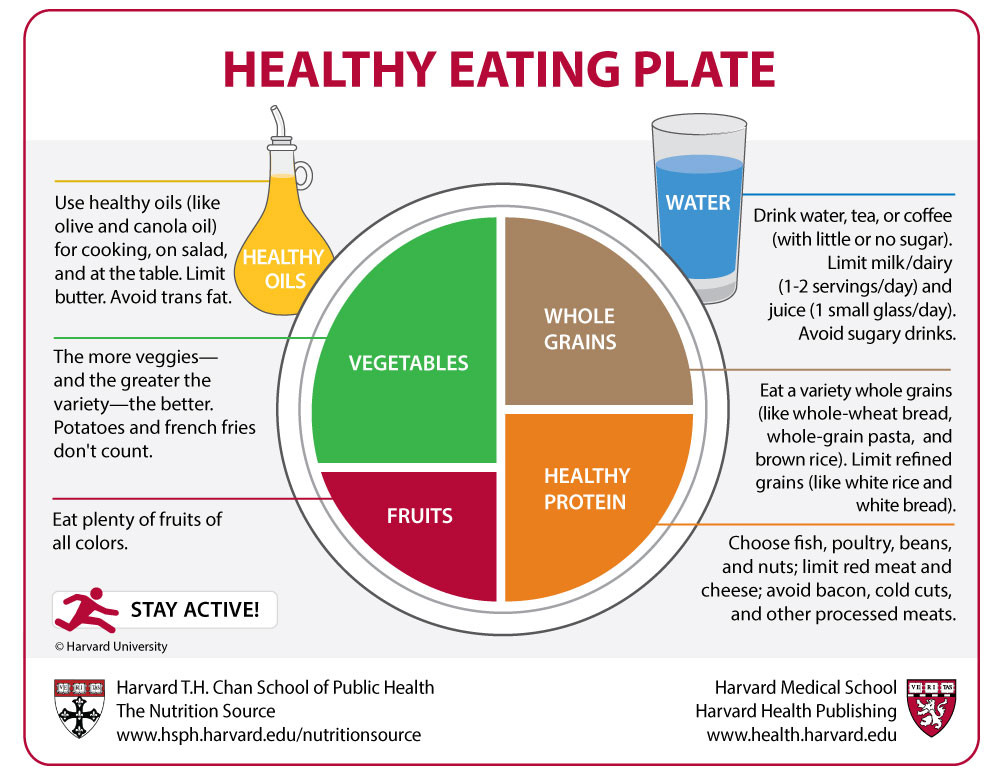 HEALTHY EATING PLATE
Use healthy oils (like
olive and canola oil)
for cooking, on salad,
and at the table. Limit
butter. Avoid trans fat.
HEALTHY
OILS
The more veggies—
and the greater the
variety—the better.
Potatoes and french fries
don't count.
Eat plenty of fruits of
all colors.
VEGETABLES
FRUITS
WHOLE
GRAINS
HEALTHY
PROTEIN
WATER
Drink water, tea, or coffee
(with little or no sugar).
Limit milk/dairy
(1-2 servings/day) and
juice (1 small glass/day).
Avoid sugary drinks.
Eat a variety whole grains
(like whole-wheat bread,
whole-grain pasta, and
brown rice). Limit refined
grains (like white rice and
white bread).
Choose fish, poultry, beans,
and nuts; limit red meat and
cheese; avoid bacon, cold cuts,
and other processed meats.
STAY ACTIVE!
© Harvard University
Harvard T.H. Chan School of Public Health
The Nutrition Source
www.hsph.harvard.edu/nutritionsource
Harvard Medical School
Harvard Health Publishing
www.health.harvard.edu
VE RI TAS